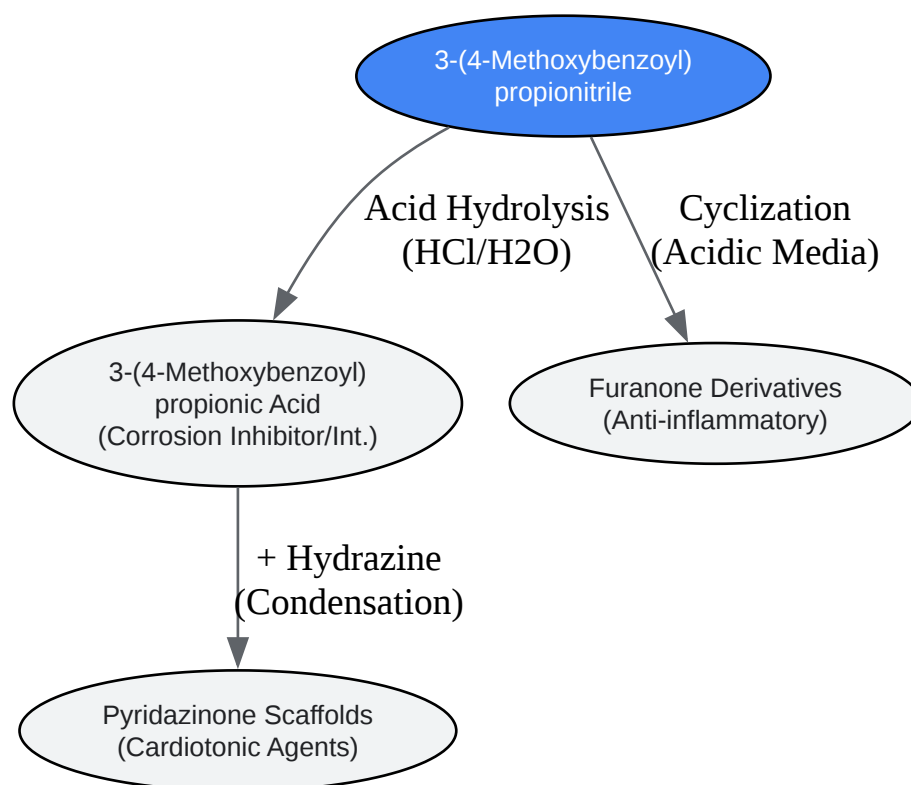 3-(4-Methoxybenzoyl)
propionitrile
Acid Hydrolysis
(HCl/H2O)
Cyclization
(Acidic Media)
3-(4-Methoxybenzoyl)
propionic Acid
(Corrosion Inhibitor/Int.)
Furanone Derivatives
(Anti-inflammatory)
+ Hydrazine
(Condensation)
Pyridazinone Scaffolds
(Cardiotonic Agents)